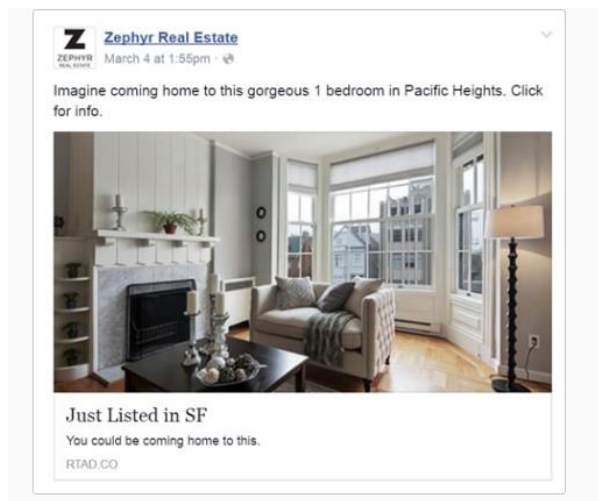 Z
ZEPHYR
REAL ESTATE
Zephyr Real Estate
March 4 at 1:55pm ·
Imagine coming home to this gorgeous 1 bedroom in Pacific Heights. Click
for info.
Just Listed in SF
You could be coming home to this.
RTAD.CO